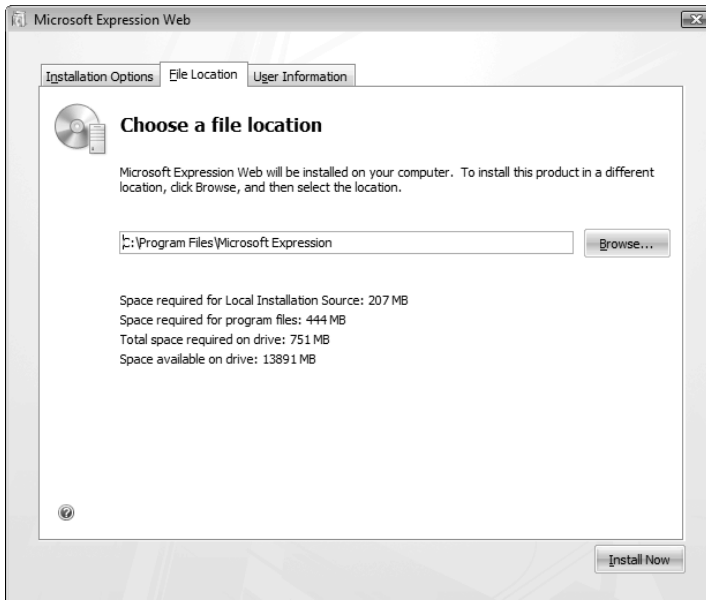 Microsoft Expression Web
Installation Options
File Location
User Information
Choose a file location
Microsoft Expression Web will be installed on your computer. To install this product in a different
location, click Browse, and then select the location.
C:\Program Files\Microsoft Expression
Browse...
Space required for Local Installation Source: 207 MB
Space required for program files: 444 MB
Total space required on drive: 751 MB
Space available on drive: 13891 MB
?
Install Now